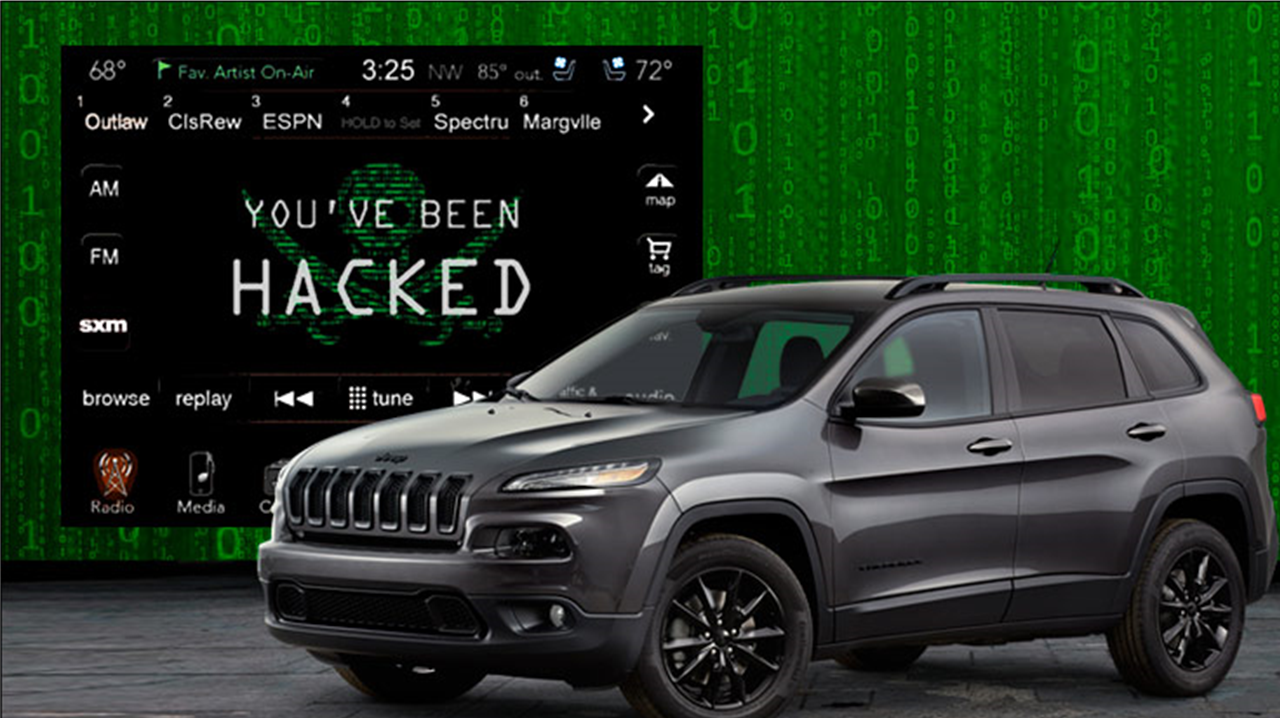 68° Fav. Artist On-Air 3:25 NW 85° out. 72°
1 2 3 4 5 6
Outlaw ClsRew ESPN HOLD to Set Spectru Margvlle
AM
map
YOU'VE BEEN
FM
HACKED
tag
sxm
browse replay tune
Radio Media
Jeep